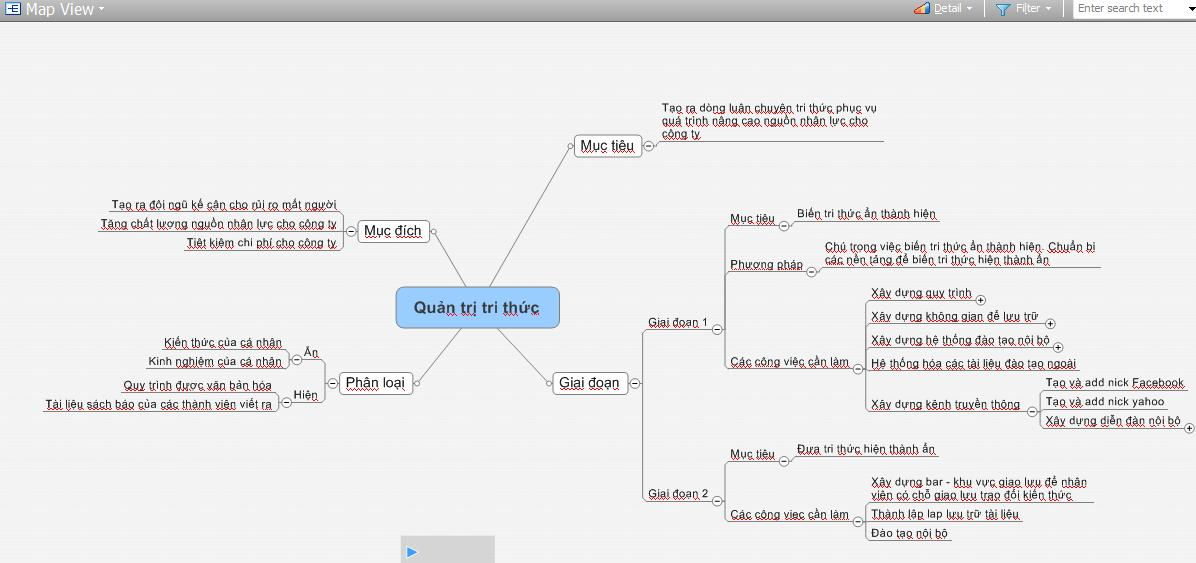 Map View
Detail
Filter
Enter search text
Quản trị tri thức
Mục tiêu
Tạo ra dòng luân chuyên tri thức phục vụ
quá trình nâng cao nguồn nhân lực cho
công ty
Mục đích
Tạo ra đội ngũ kế cận cho rủi ro mất người
Tăng chất lượng nguồn nhân lực cho công ty
Tiết kiệm chi phí cho công ty
Phân loại
Ẩn
Kiến thức của cá nhân
Kinh nghiệm của cá nhân
Hiện
Quy trình được văn bản hóa
Tài liệu sách báo của các thành viên viết ra
Giai đoạn
Giai đoạn 1
Mục tiêu
Biến tri thức ẩn thành hiện
Phương pháp
Chú trọng việc biến tri thức ẩn thành hiện. Chuẩn bị
các nền tảng để biến tri thức hiện thành ẩn
Các công việc cần làm
Xây dựng quy trình
Xây dựng không gian để lưu trữ
Xây dựng hệ thống đào tạo nội bộ
Hệ thống hóa các tài liệu đào tạo ngoài
Xây dựng kênh truyền thông
Tạo và add nick Facebook
Tạo và add nick yahoo
Xây dựng diễn đàn nội bộ
Giai đoạn 2
Mục tiêu
Đưa tri thức hiện thành ẩn
Các công việc cần làm
Xây dựng bar - khu vực giao lưu để nhân
viên có chỗ giao lưu trao đổi kiến thức
Thành lập lap lưu trữ tài liệu
Đào tạo nội bộ